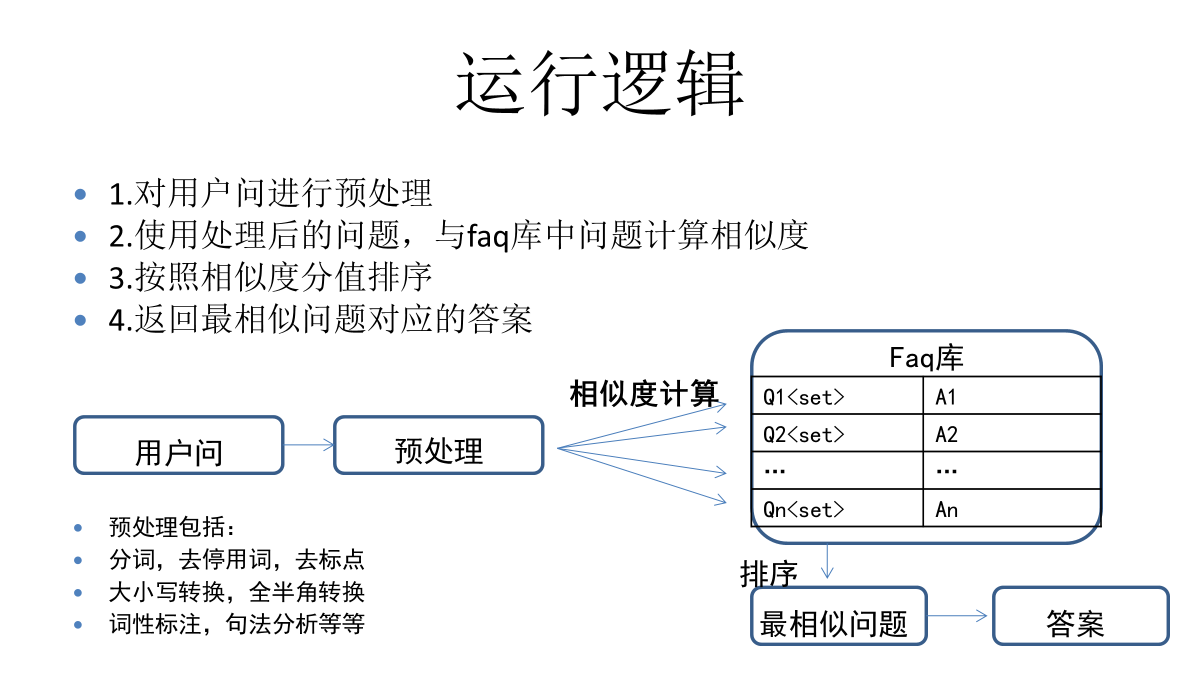 运行逻辑
1.对用户问进行预处理
2.使用处理后的问题，与faq库中问题计算相似度
3.按照相似度分值排序
4.返回最相似问题对应的答案
Faq库
相似度计算
Q1<set> A1
Q2<set> A2
… …
Qn<set> An
用户问
预处理
预处理包括：
分词，去停用词，去标点
大小写转换，全半角转换
词性标注，句法分析等等
排序
最相似问题
答案